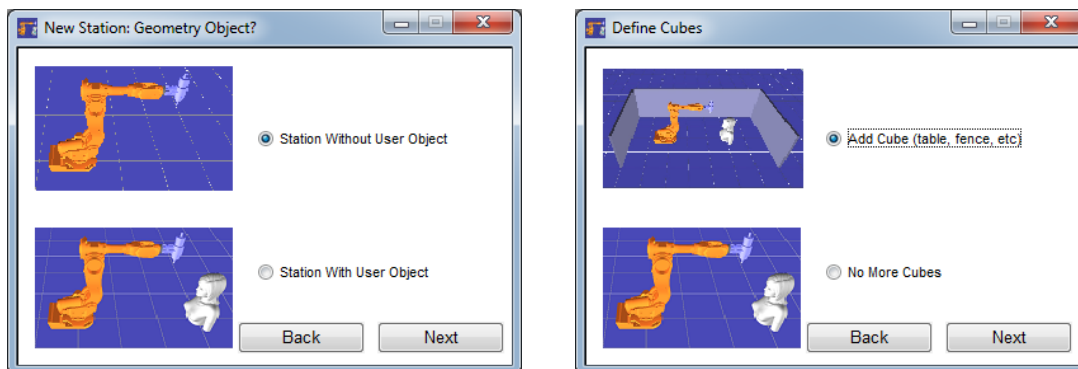 New Station: Geometry Object?
Station Without User Object
Station With User Object
Back
Next
Define Cubes
Add Cube (table, fence, etc)
No More Cubes
Back
Next